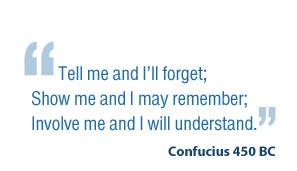 “Tell me and I’ll forget;
Show me and I may remember;
Involve me and I will understand.”
Confucius 450 BC